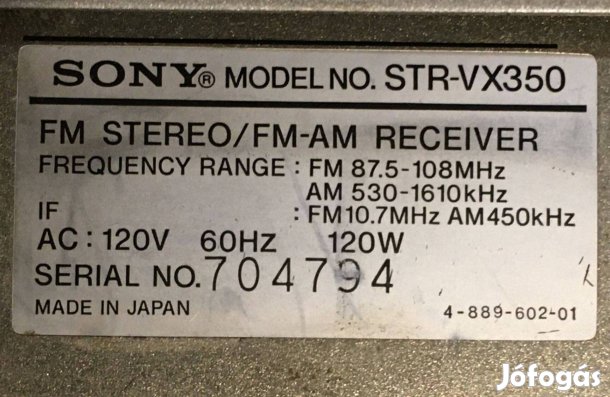 SONY® MODEL NO. STR-VX350
FM STEREO/FM-AM RECEIVER
FREQUENCY RANGE : FM 87.5-108MHz
AM 530-1610kHz
IF : FM10.7MHz AM450kHz
AC : 120V 60Hz 120W
SERIAL NO. 704794
MADE IN JAPAN 4-889-602-01
Jófogás